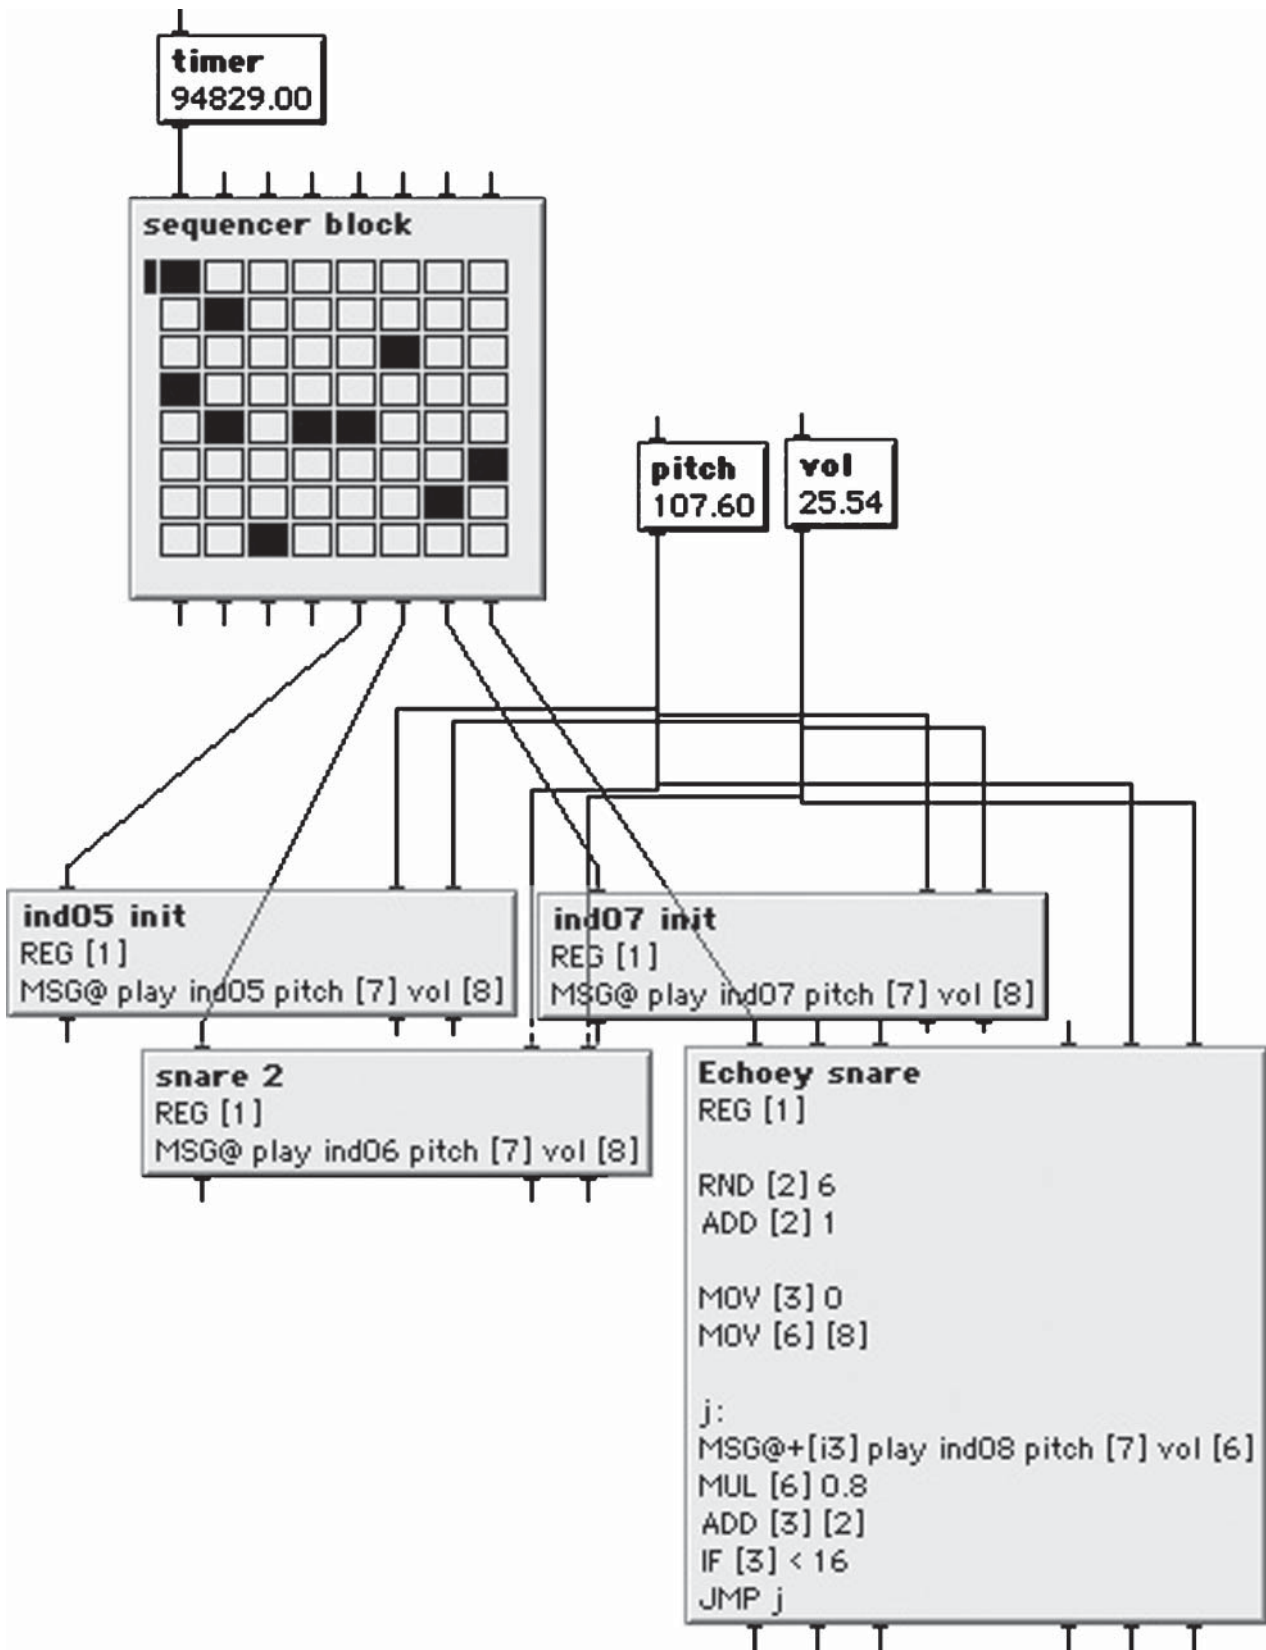 timer
94829.00
sequencer block
pitch
107.60
vol
25.54
ind05 init
REG [1]
MSG@ play ind05 pitch [7] vol [8]
ind07 init
REG [1]
MSG@ play ind07 pitch [7] vol [8]
snare 2
REG [1]
MSG@ play ind06 pitch [7] vol [8]
Echoey snare
REG [1]
RND [2] 6
ADD [2] 1
MOV [3] 0
MOV [6] [8]
j:
MSG@+[i3] play ind08 pitch [7] vol [6]
MUL [6] 0.8
ADD [3] [2]
IF [3] < 16
JMP j